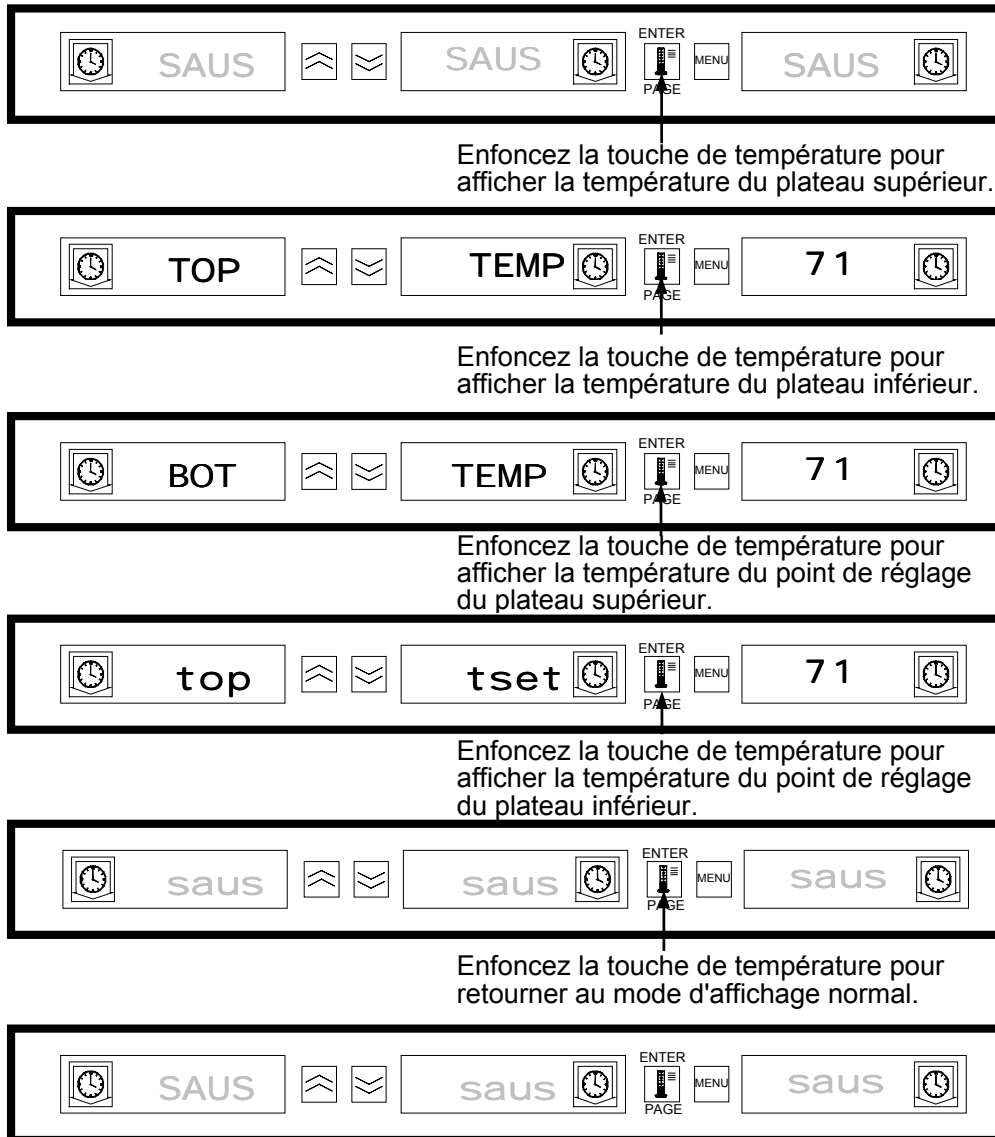 ENTER
SAUS SAUS MENU SAUS
PAGE
Enfoncez la touche de température pour
afficher la température du plateau supérieur.
ENTER
TOP TEMP MENU 71
PAGE
Enfoncez la touche de température pour
afficher la température du plateau inférieur.
ENTER
BOT TEMP MENU 71
PAGE
Enfoncez la touche de température pour
afficher la température du point de réglage
du plateau supérieur.
ENTER
top tset MENU 71
PAGE
Enfoncez la touche de température pour
afficher la température du point de réglage
du plateau inférieur.
ENTER
saus saus MENU saus
PAGE
Enfoncez la touche de température pour
retourner au mode d'affichage normal.
ENTER
SAUS saus MENU saus
PAGE